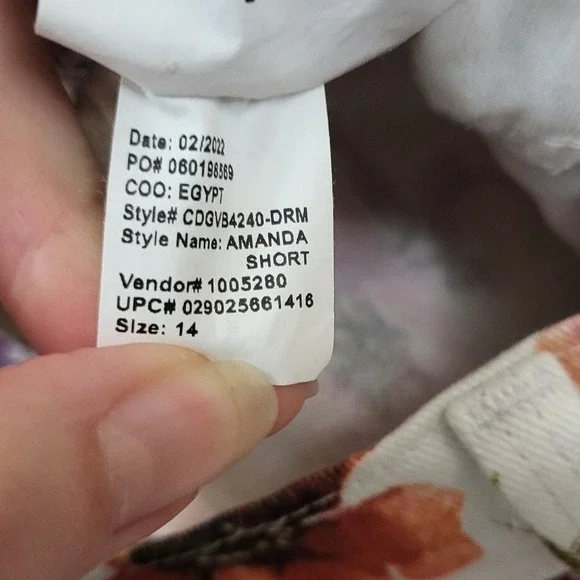 Date: 02/2022
PO# 060198569
COO: EGYPT
Style# CDGVB4240-DRM
Style Name: AMANDA
SHORT
Vendor# 1005280
UPC# 029025661416
Size: 14